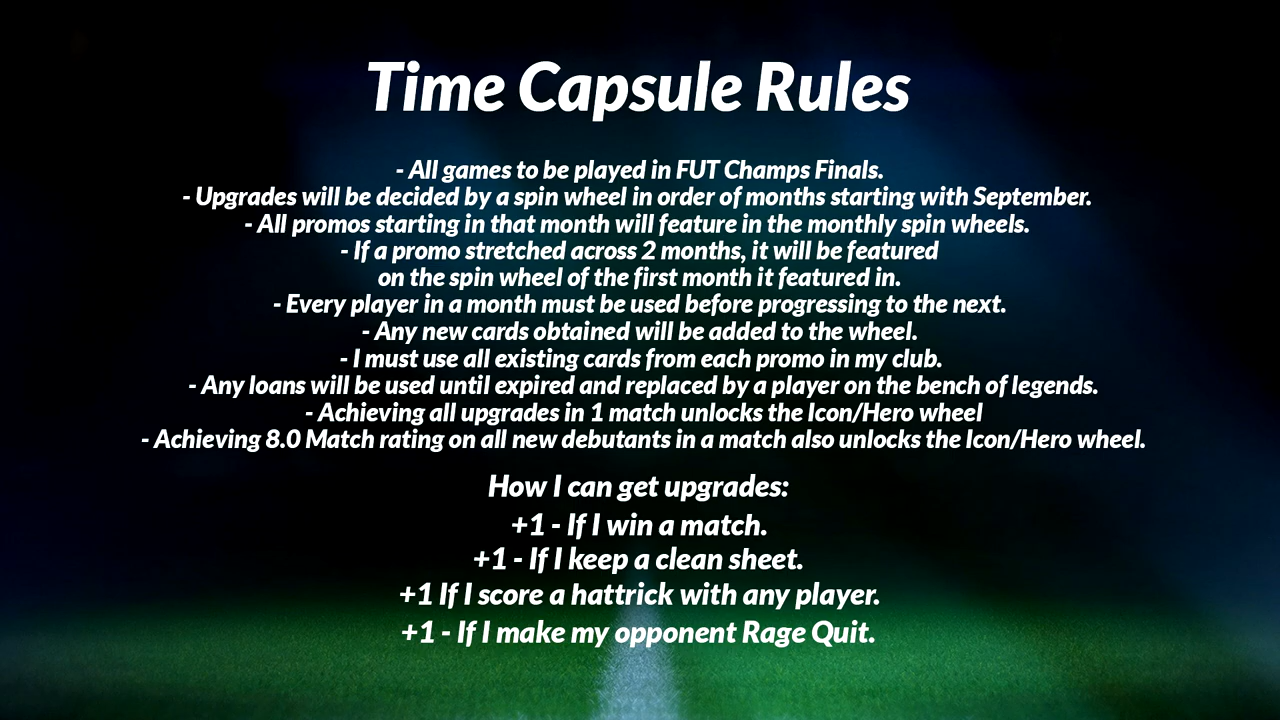 Time Capsule Rules
- All games to be played in FUT Champs Finals.
- Upgrades will be decided by a spin wheel in order of months starting with September.
- All promos starting in that month will feature in the monthly spin wheels.
- If a promo stretched across 2 months, it will be featured
on the spin wheel of the first month it featured in.
- Every player in a month must be used before progressing to the next.
- Any new cards obtained will be added to the wheel.
- I must use all existing cards from each promo in my club.
- Any loans will be used until expired and replaced by a player on the bench of legends.
- Achieving all upgrades in 1 match unlocks the Icon/Hero wheel
- Achieving 8.0 Match rating on all new debutants in a match also unlocks the Icon/Hero wheel.
How I can get upgrades:
+1 - If I win a match.
+1 - If I keep a clean sheet.
+1 If I score a hattrick with any player.
+1 - If I make my opponent Rage Quit.